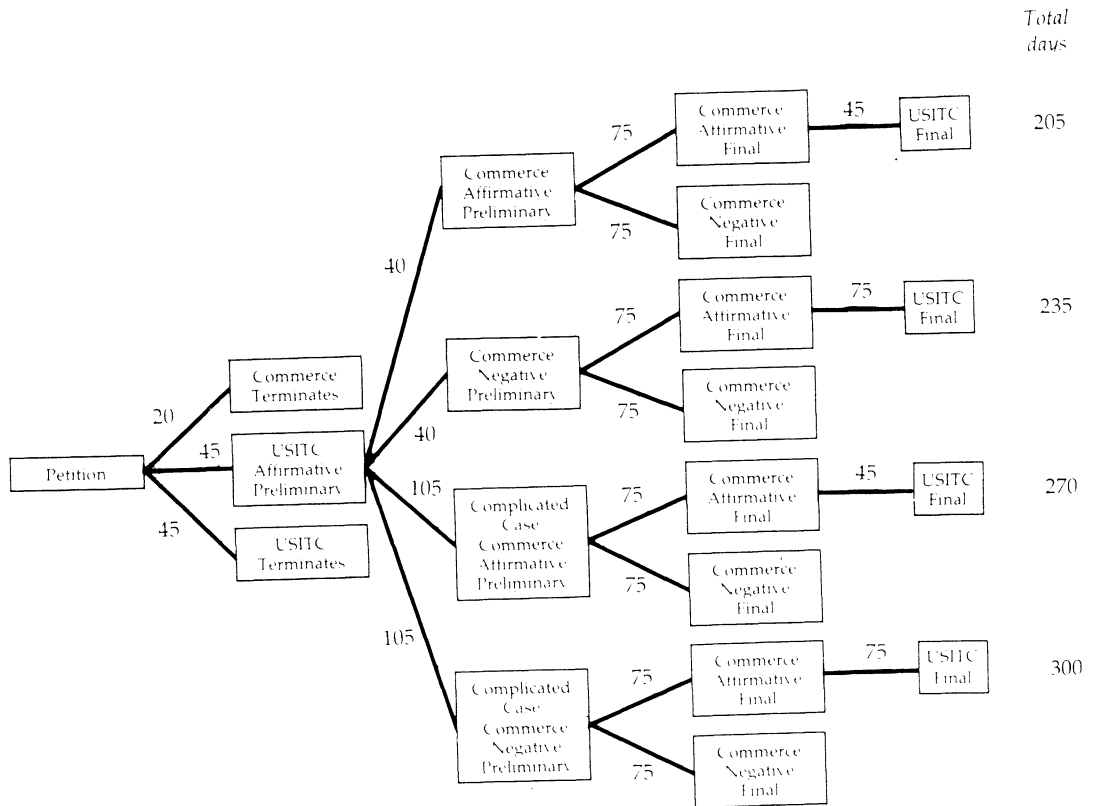 Total
days
Commerce
Affirmative
Final
45
USITC
Final
205
75
Commerce
Affirmative
Preliminary
75
Commerce
Negative
Final
40
Commerce
Affirmative
Final
75
USITC
Final
235
75
Commerce
Negative
Preliminary
75
Commerce
Negative
Final
40
Commerce
Terminates
20
Petition
45
USITC
Affirmative
Preliminary
45
USITC
Terminates
105
Complicated
Case
Commerce
Affirmative
Preliminary
75
Commerce
Affirmative
Final
45
USITC
Final
270
75
Commerce
Negative
Final
105
Complicated
Case
Commerce
Negative
Preliminary
75
Commerce
Affirmative
Final
75
USITC
Final
300
75
Commerce
Negative
Final